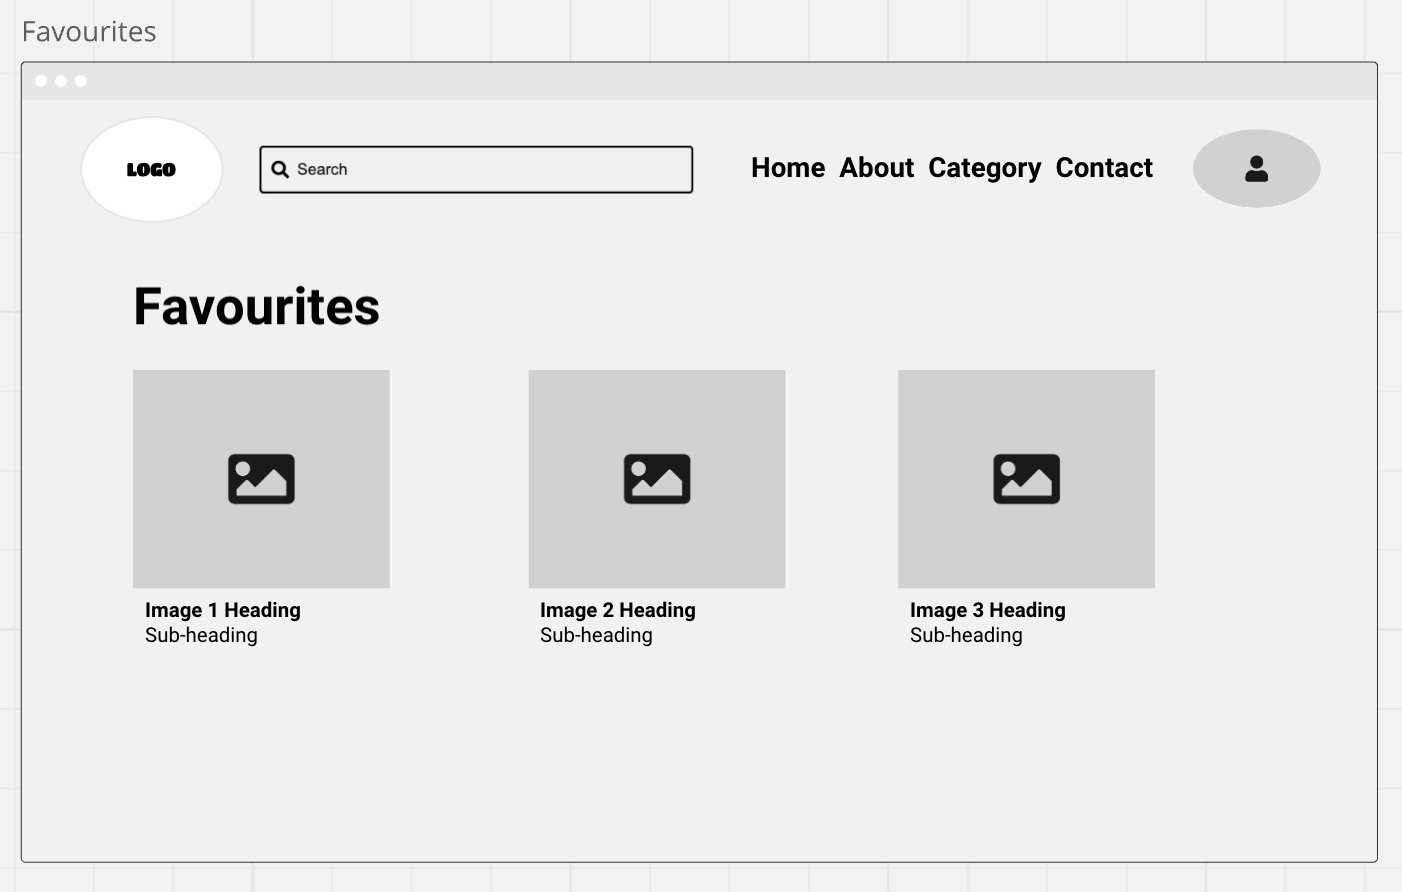 Favourites
LOGO
Search
Home About Category Contact
Favourites
Image 1 Heading
Sub-heading
Image 2 Heading
Sub-heading
Image 3 Heading
Sub-heading